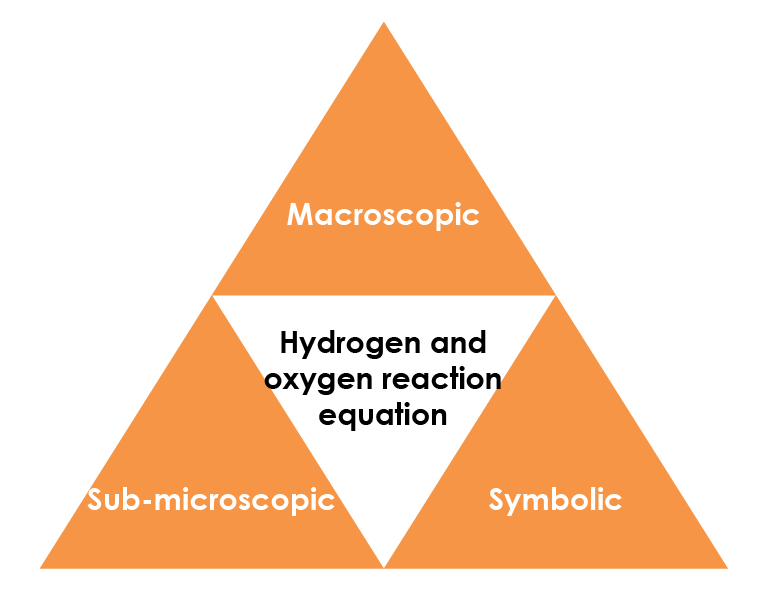 Macroscopic
Hydrogen and
oxygen reaction
equation
Sub-microscopic
Symbolic